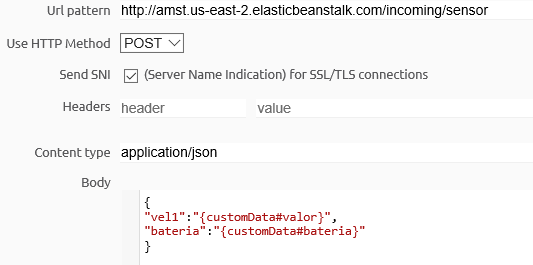 Url pattern http://amst.us-east-2.elasticbeanstalk.com/incoming/sensor
Use HTTP Method POST
Send SNI (Server Name Indication) for SSL/TLS connections
Headers header value
Content type application/json
Body
{
"vel1":"{customData#valor}",
"bateria":"{customData#bateria}"
}